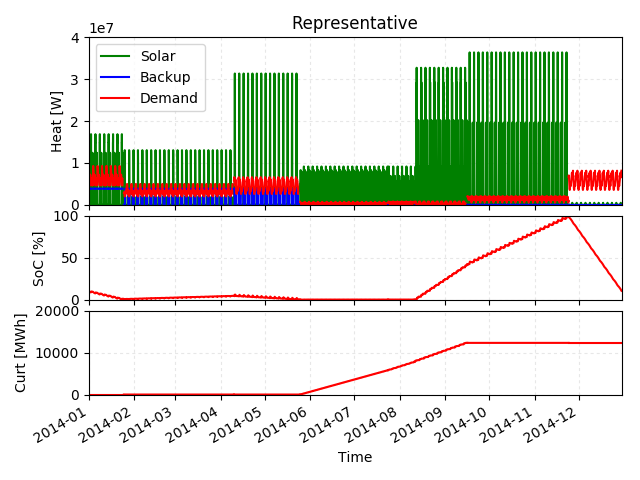 Representative
1e7
4
3
2
1
0
Heat [W]
Solar
Backup
Demand
100
50
0
SoC [%]
20000
10000
0
Curt [MWh]
2014-01
2014-02
2014-03
2014-04
2014-05
2014-06
2014-07
2014-08
2014-09
2014-10
2014-11
2014-12
Time